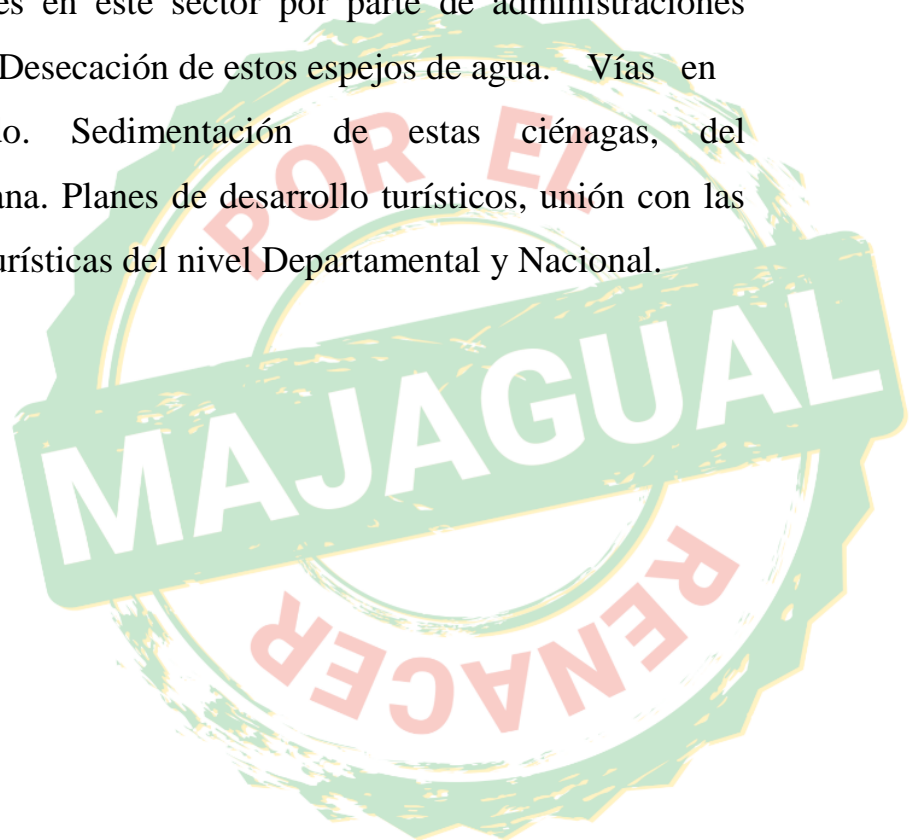 es en este sector por parte de administraciones
Desecación de estos espejos de agua. Vías en
o. Sedimentación de estas ciénagas, del
ana. Planes de desarrollo turísticos, unión con las
urísticas del nivel Departamental y Nacional.
POR EL
MAJAGUAL
RENACER